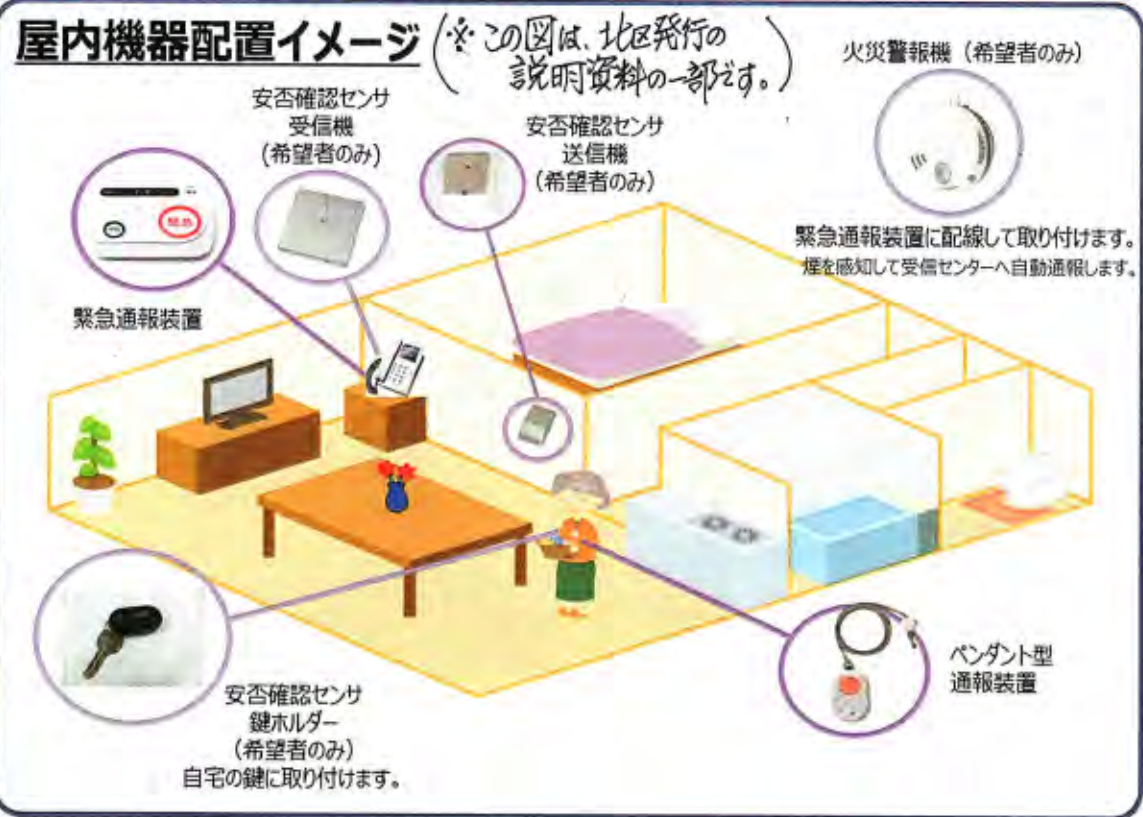 屋内機器配置イメージ
(※この図は、北区発行の
説明資料の一部です。)
火災警報機（希望者のみ）
安否確認センサ
受信機
(希望者のみ)
安否確認センサ
送信機
(希望者のみ)
緊急通報装置に配線して取り付けます。
煙を感知して受信センターへ自動通報します。
緊急通報装置
ペンダント型
通報装置
安否確認センサ
鍵ホルダー
(希望者のみ)
自宅の鍵に取り付けます。